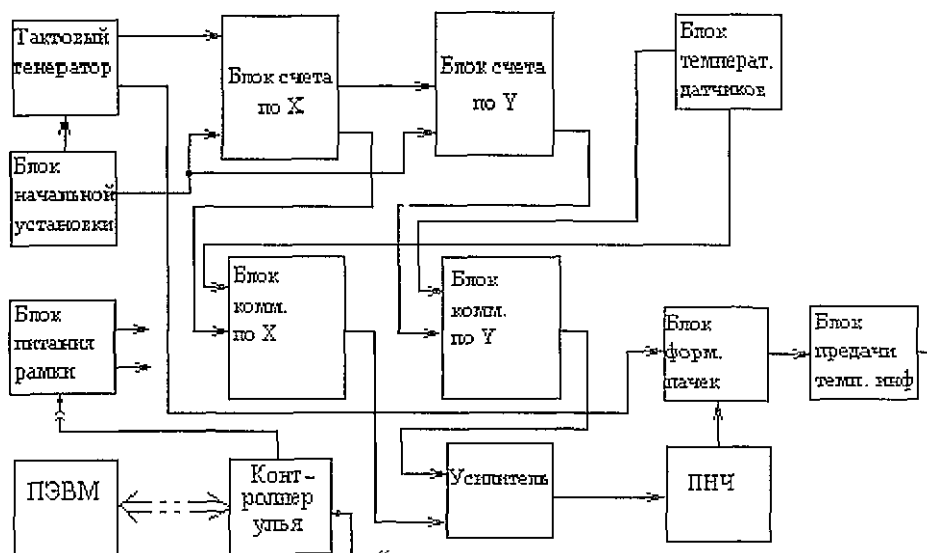 Тактовый
генератор
Блок счета
по X
Блок счета
по Y
Блок
температ.
датчиков
Блок
начальной
установки
Блок
питания
рамки
Блок
комм.
по X
Блок
комм.
по Y
Блок
форм.
пачек
Блок
предачи
темп. инф
ПЭВМ
Конт-
роллер
улья
Усилитель
ПНЧ